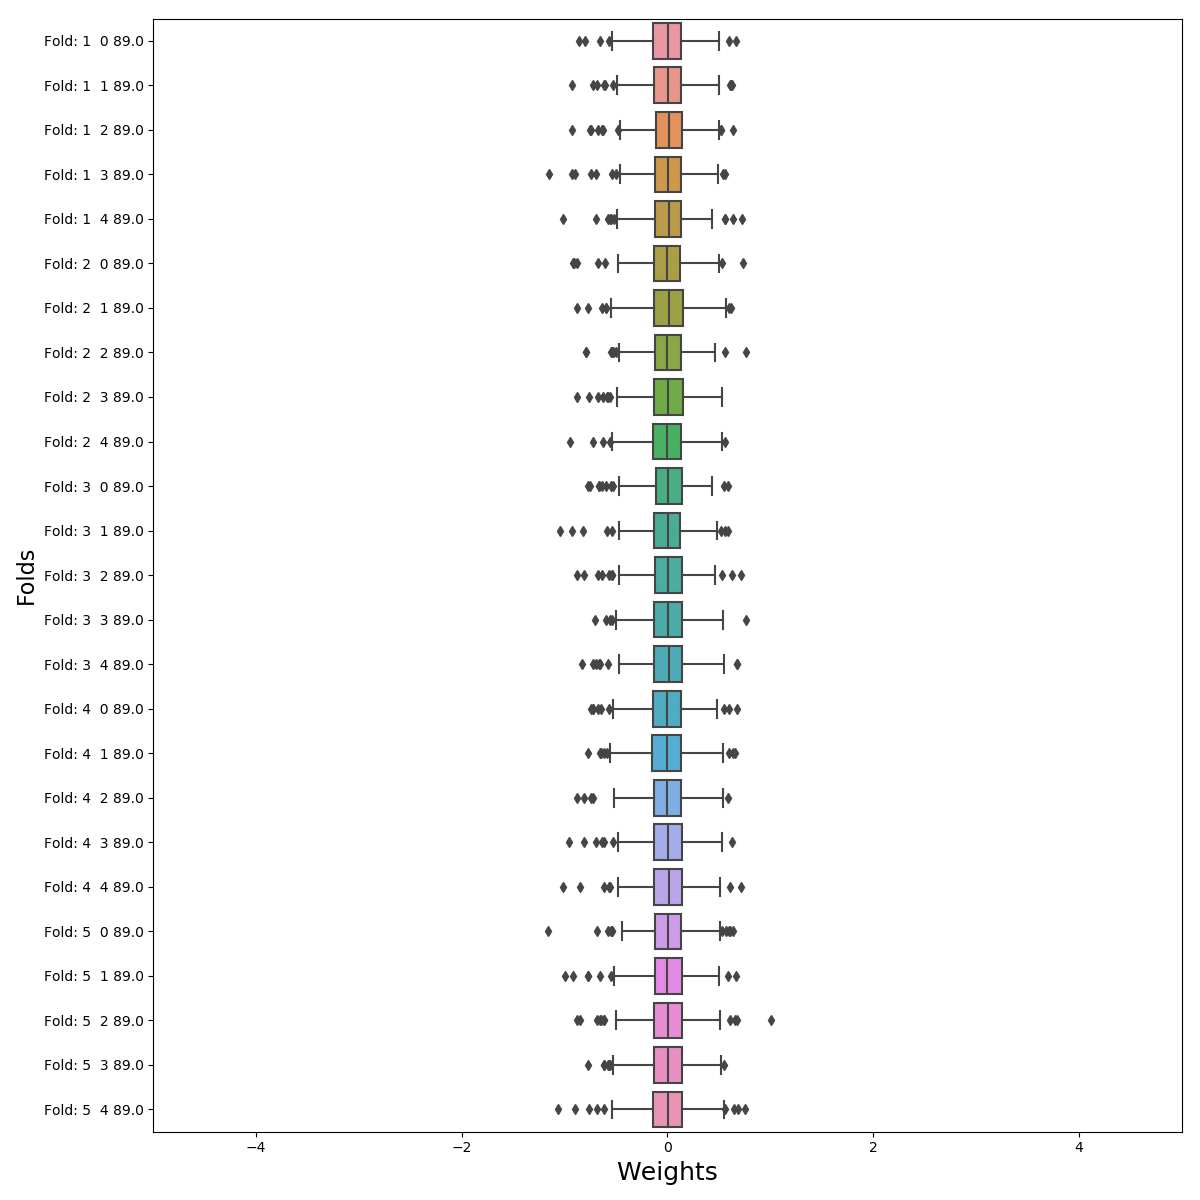 Fold: 1  0 89.0
Fold: 1  1 89.0
Fold: 1  2 89.0
Fold: 1  3 89.0
Fold: 1  4 89.0
Fold: 2  0 89.0
Fold: 2  1 89.0
Fold: 2  2 89.0
Fold: 2  3 89.0
Fold: 2  4 89.0
Fold: 3  0 89.0
Fold: 3  1 89.0
Fold: 3  2 89.0
Fold: 3  3 89.0
Fold: 3  4 89.0
Fold: 4  0 89.0
Fold: 4  1 89.0
Fold: 4  2 89.0
Fold: 4  3 89.0
Fold: 4  4 89.0
Fold: 5  0 89.0
Fold: 5  1 89.0
Fold: 5  2 89.0
Fold: 5  3 89.0
Fold: 5  4 89.0
Folds
−4 −2 0 2 4
Weights